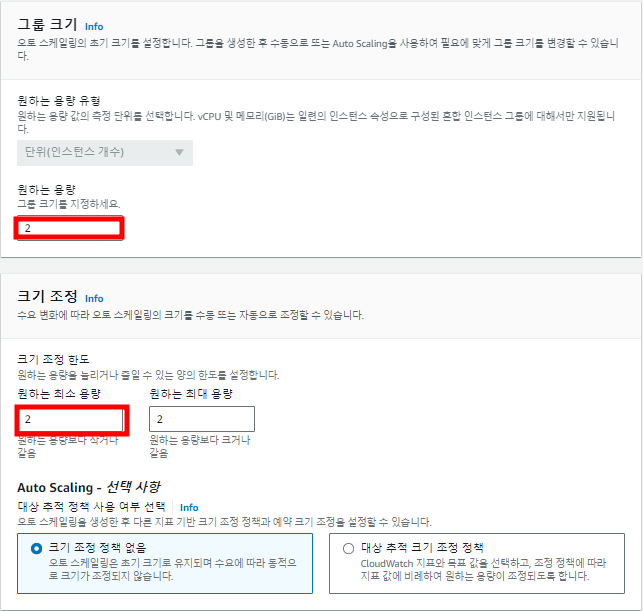 그룹 크기 Info
오토 스케일링의 초기 크기를 설정합니다. 그룹을 생성한 후 수동으로 또는 Auto Scaling을 사용하여 필요에 맞게 그룹 크기를 변경할 수 있습니
다.
원하는 용량 유형
원하는 용량 값의 측정 단위를 선택합니다. vCPU 및 메모리(GiB)는 일련의 인스턴스 속성으로 구성된 혼합 인스턴스 그룹에 대해서만 지원됩니
다.
단위(인스턴스 개수)
원하는 용량
그룹 크기를 지정하세요.
2
크기 조정 Info
수요 변화에 따라 오토 스케일링의 크기를 수동 또는 자동으로 조정할 수 있습니다.
크기 조정 한도
원하는 용량을 늘리거나 줄일 수 있는 양의 한도를 설정합니다.
원하는 최소 용량 원하는 최대 용량
2 2
원하는 용량보다 작거나 원하는 용량보다 크거나
같음 같음
Auto Scaling - 선택 사항
대상 추적 정책 사용 여부 선택 Info
오토 스케일링을 생성한 후 다른 지표 기반 크기 조정 정책과 예약 크기 조정을 설정할 수 있습니다.
크기 조정 정책 없음 대상 추적 크기 조정 정책
오토 스케일링은 초기 크기로 유지되며 수요에 따라 동적으 CloudWatch 지표와 목표 값을 선택하고, 조정 정책에 따라
로 크기가 조정되지 않습니다. 지표 값에 비례하여 원하는 용량이 조정되도록 합니다.